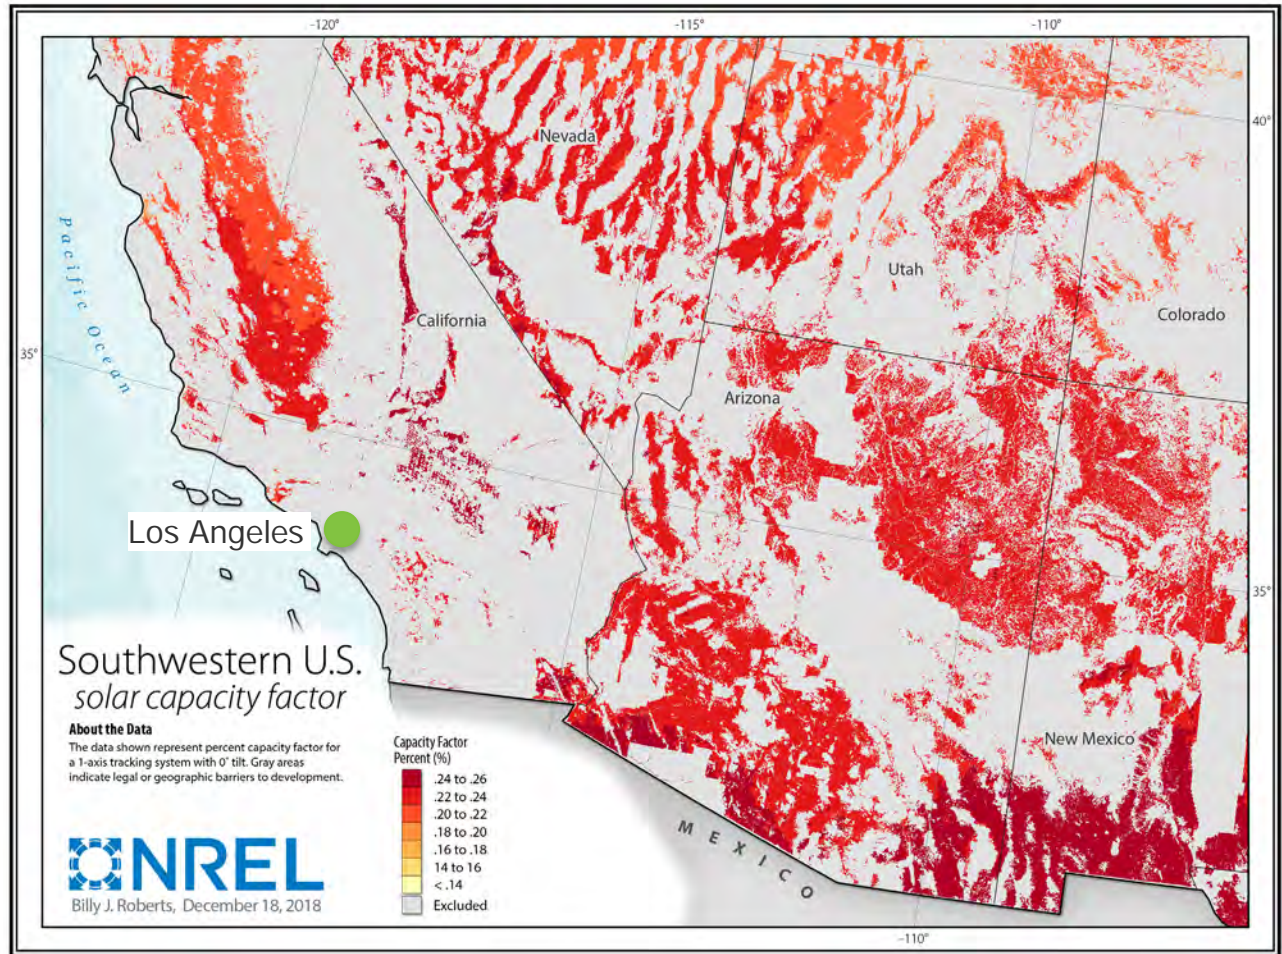 -120°
-115°
-110°
40°
Nevada
Pacific Ocean
Utah
California
Colorado
35°
Arizona
Los Angeles
35°
Southwestern U.S.
solar capacity factor
About the Data
The data shown represent percent capacity factor for
a 1-axis tracking system with 0° tilt. Gray areas
indicate legal or geographic barriers to development.
New Mexico
Capacity Factor
Percent (%)
.24 to .26
.22 to .24
.20 to .22
.18 to .20
.16 to .18
14 to 16
< .14
Excluded
MEXICO
NREL
Billy J. Roberts, December 18, 2018
-110°